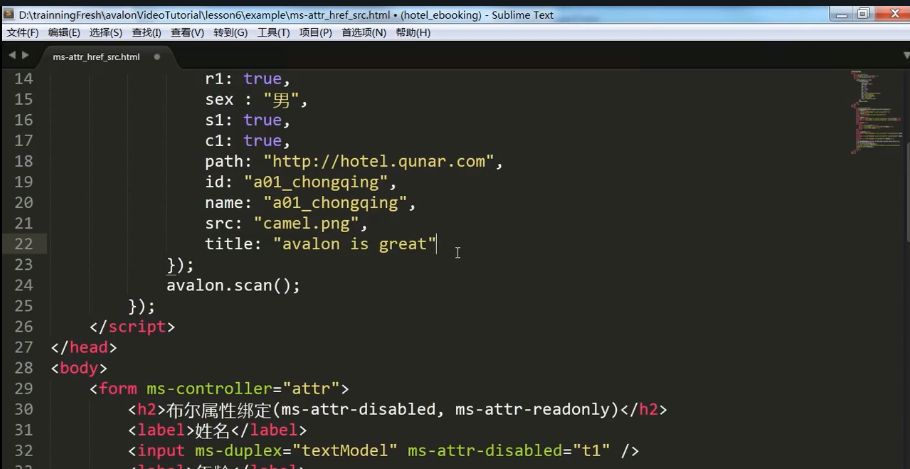 D:\trainningFresh\avalonVideoTutorial\lesson6\example\ms-attr_href_src.html • (hotel_ebooking) - Sublime Text
文件(F) 编辑(E) 选择(S) 查找(I) 查看(V) 转到(G) 工具(T) 项目(P) 首选项(N) 帮助(H)
ms-attr_href_src.html
14 r1: true,
15 sex : "男",
16 s1: true,
17 c1: true,
18 path: "http://hotel.qunar.com",
19 id: "a01_chongqing",
20 name: "a01_chongqing",
21 src: "camel.png",
22 title: "avalon is great"
23 });
24 avalon.scan();
25 });
26 </script>
27 </head>
28 <body>
29 <form ms-controller="attr">
30 <h2>布尔属性绑定(ms-attr-disabled, ms-attr-readonly)</h2>
31 <label>姓名</label>
32 <input ms-duplex="textModel" ms-attr-disabled="t1" />